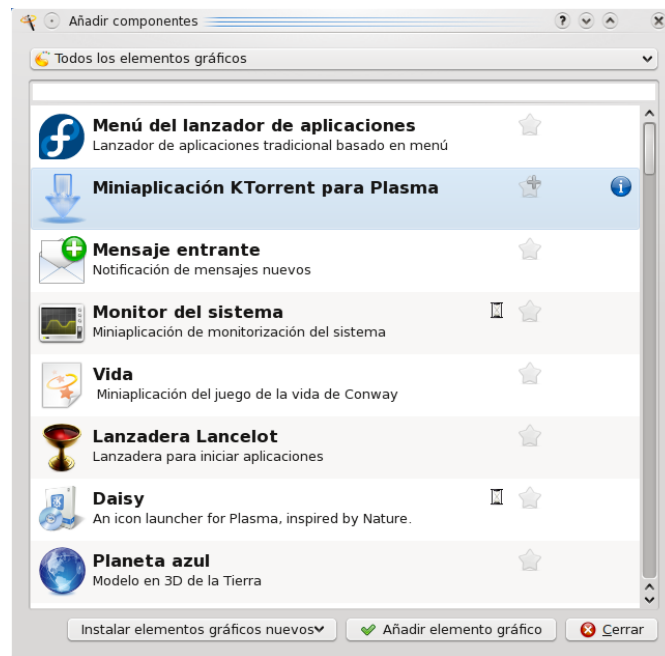 Añadir componentes
Todos los elementos gráficos
Menú del lanzador de aplicaciones
Lanzador de aplicaciones tradicional basado en menú
Miniaplicación KTorrent para Plasma
Mensaje entrante
Notificación de mensajes nuevos
Monitor del sistema
Miniaplicación de monitorización del sistema
Vida
Miniaplicación del juego de la vida de Conway
Lanzadera Lancelot
Lanzadera para iniciar aplicaciones
Daisy
An icon launcher for Plasma, inspired by Nature.
Planeta azul
Modelo en 3D de la Tierra
Instalar elementos gráficos nuevos Añadir elemento gráfico Cerrar